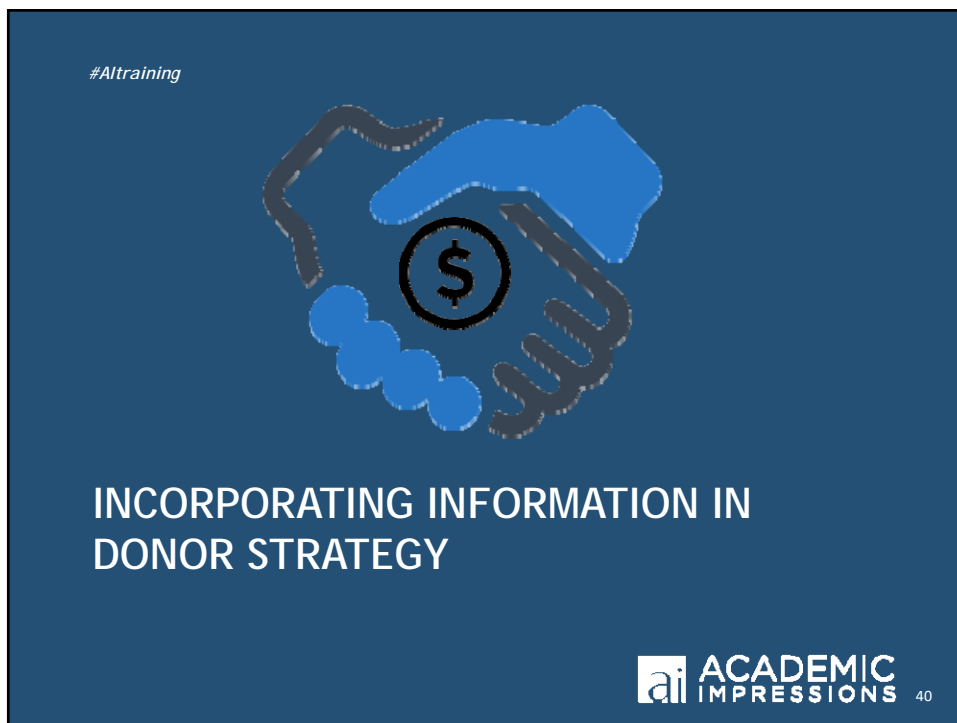 #AItraining
$
INCORPORATING INFORMATION IN
DONOR STRATEGY
ai ACADEMIC
IMPRESSIONS 40